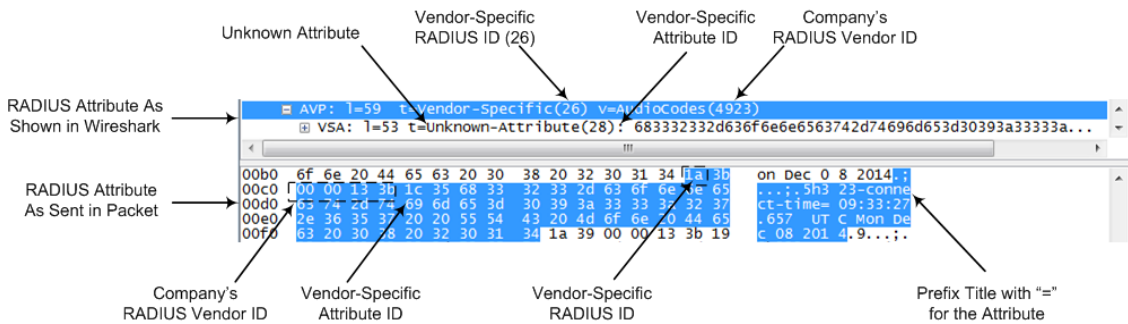 Unknown Attribute
Vendor-Specific
RADIUS ID (26)
Vendor-Specific
Attribute ID
Company's
RADIUS Vendor ID
RADIUS Attribute As
Shown in Wireshark
AVP: l=59 t=Vendor-Specific(26) v=AudioCodes(4923)
VSA: l=53 t=Unknown-Attribute(28): 683332332d636f6e6e6563742d74696d653d30393a33333a...
RADIUS Attribute
As Sent in Packet
00b0 6f 6e 20 44 65 63 20 30 38 20 32 30 31 34 1a 3b on Dec 0 8 2014.;
00c0 00 00 13 3b 1c 35 68 33 32 33 2d 63 6f 6e 6e 65 ...;.5h3 23-conne
00d0 63 74 2d 74 69 6d 65 3d 30 39 3a 33 33 3a 32 37 ct-time= 09:33:27
00e0 2e 36 35 37 20 20 55 54 43 20 4d 6f 6e 20 44 65 .657 UT C Mon De
00f0 63 20 30 38 20 32 30 31 34 1a 39 00 00 13 3b 19 c 08 201 4.9...;.
Company's
RADIUS Vendor ID
Vendor-Specific
Attribute ID
Vendor-Specific
RADIUS ID
Prefix Title with “=”
for the Attribute